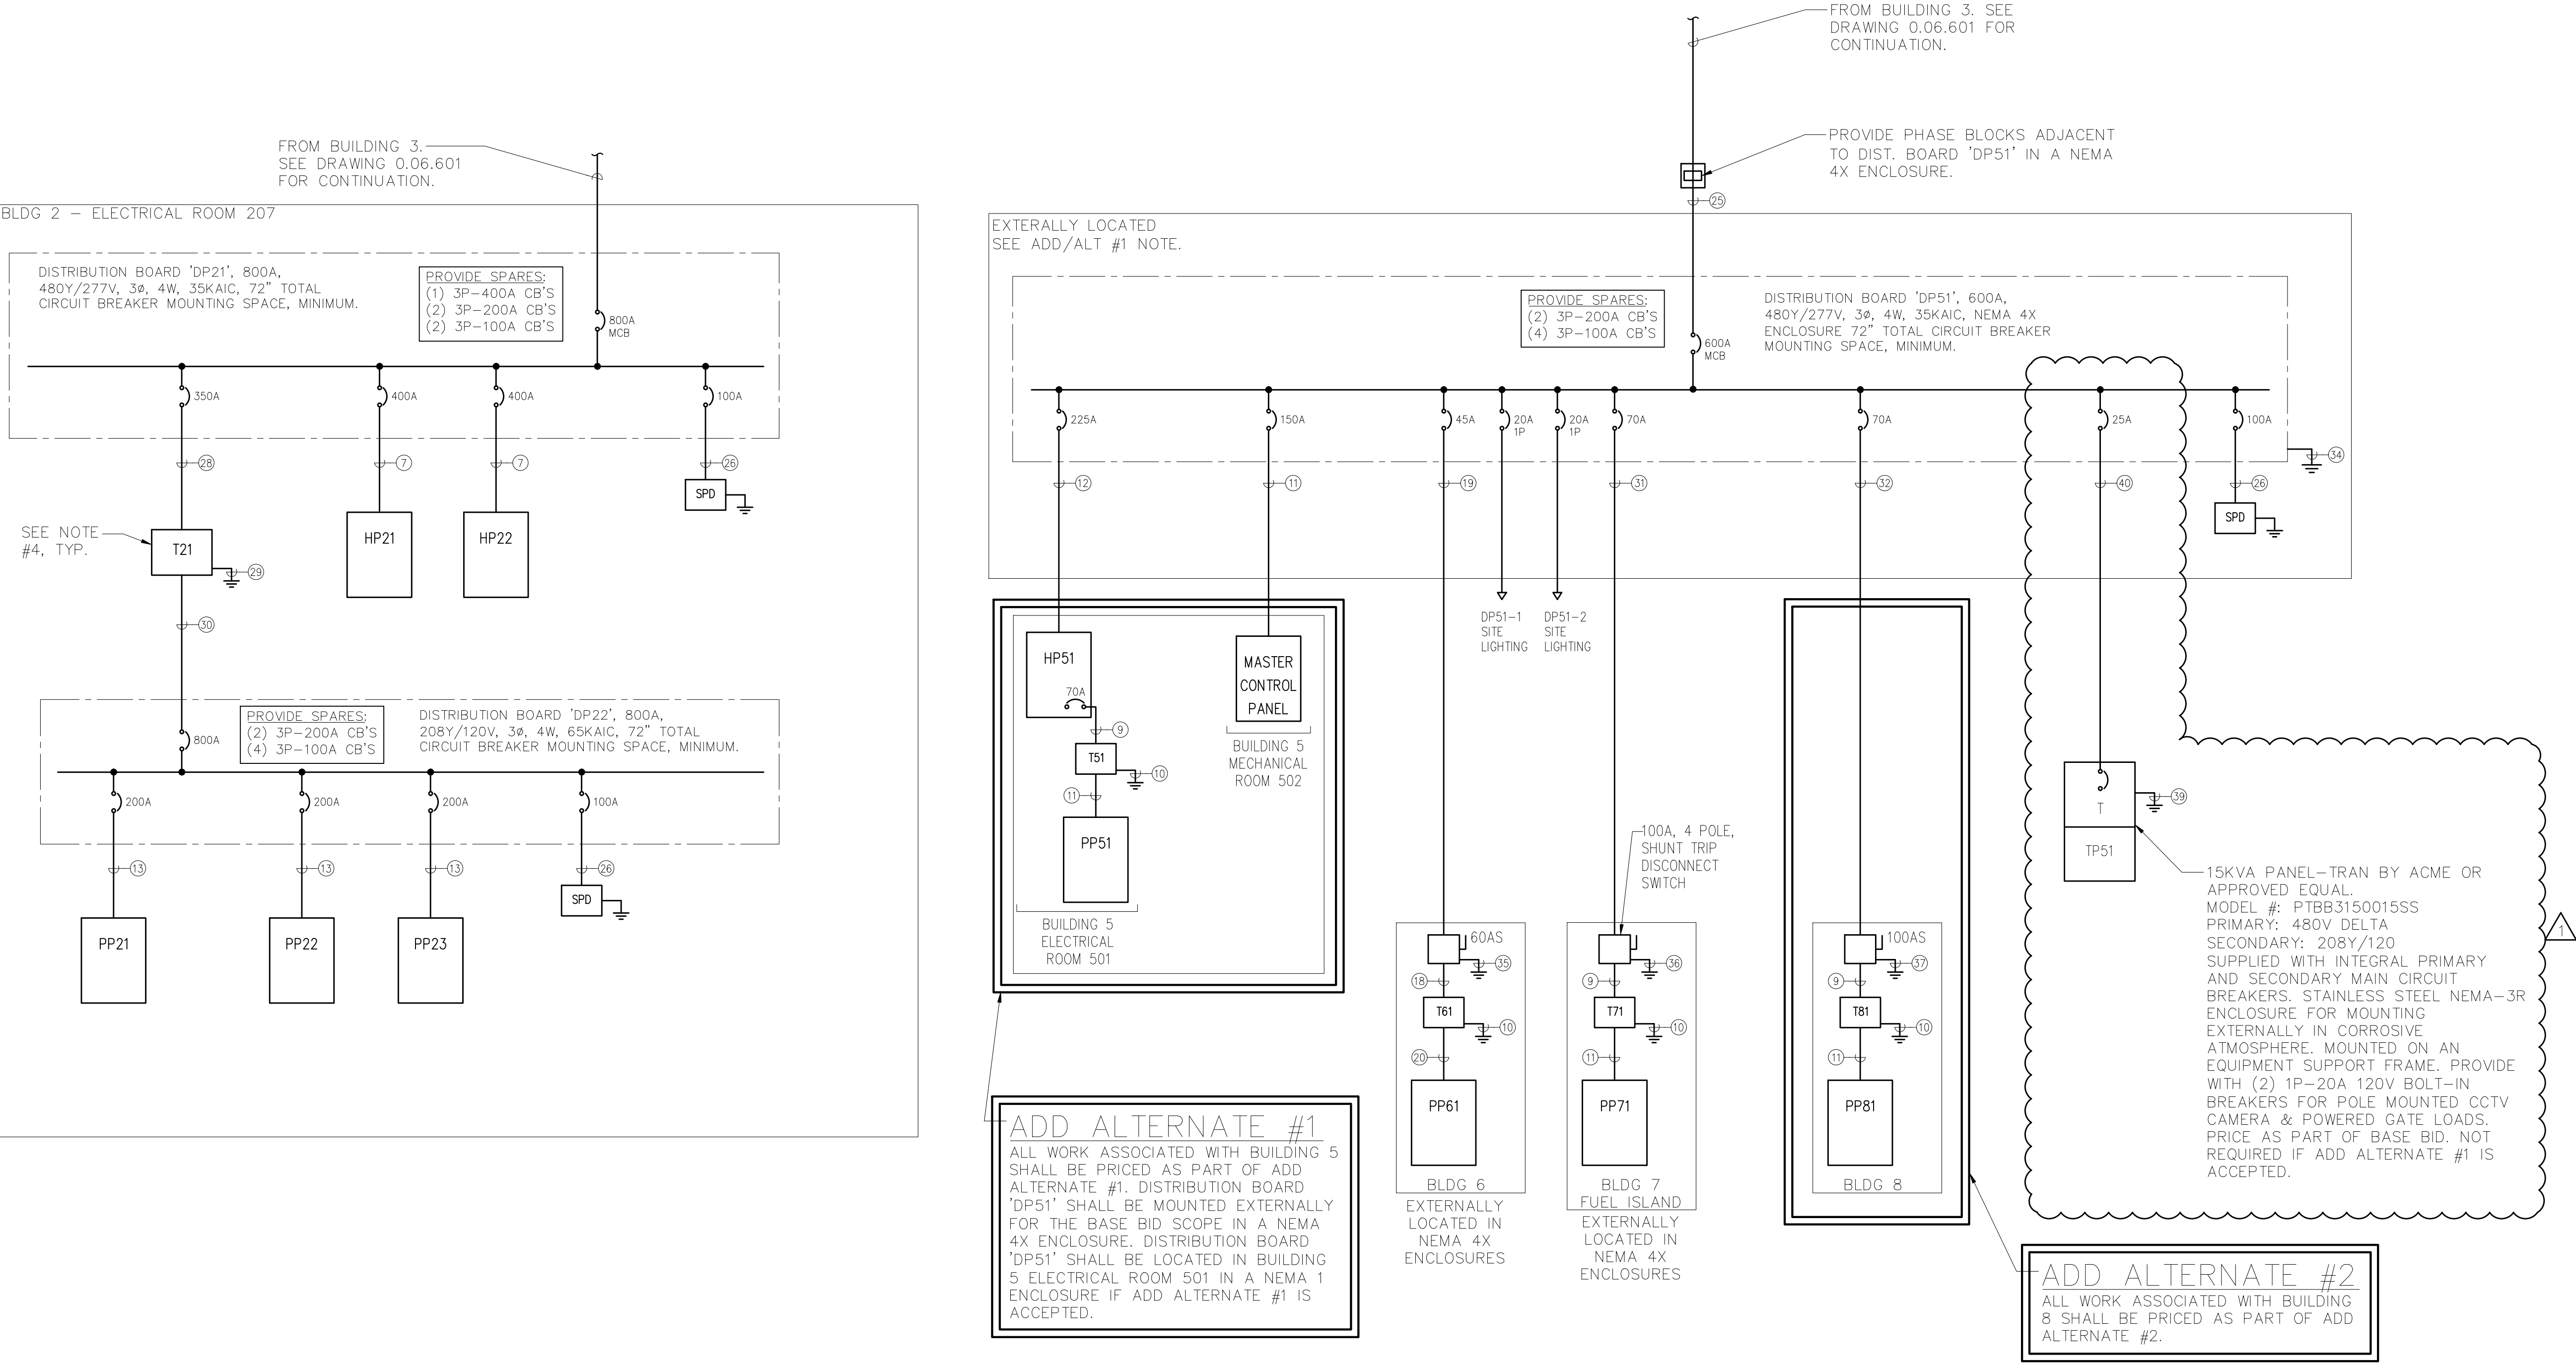 FROM BUILDING 3.
SEE DRAWING 0.06.601
FOR CONTINUATION.
BLDG 2 – ELECTRICAL ROOM 207
DISTRIBUTION BOARD 'DP21', 800A,
480Y/277V, 3ø, 4W, 35KAIC, 72" TOTAL
CIRCUIT BREAKER MOUNTING SPACE, MINIMUM.
PROVIDE SPARES:
(1) 3P–400A CB'S
(2) 3P–200A CB'S
(2) 3P–100A CB'S
800A
MCB
350A
400A
400A
100A
28
7
7
26
SPD
SEE NOTE
#4, TYP.
T21
HP21
HP22
29
30
PROVIDE SPARES:
(2) 3P–200A CB'S
(4) 3P–100A CB'S
DISTRIBUTION BOARD 'DP22', 800A,
208Y/120V, 3ø, 4W, 65KAIC, 72" TOTAL
CIRCUIT BREAKER MOUNTING SPACE, MINIMUM.
800A
200A
200A
200A
100A
13
13
13
26
SPD
PP21
PP22
PP23
FROM BUILDING 3. SEE
DRAWING 0.06.601 FOR
CONTINUATION.
PROVIDE PHASE BLOCKS ADJACENT
TO DIST. BOARD 'DP51' IN A NEMA
4X ENCLOSURE.
25
EXTERALLY LOCATED
SEE ADD/ALT #1 NOTE.
PROVIDE SPARES:
(2) 3P–200A CB'S
(4) 3P–100A CB'S
DISTRIBUTION BOARD 'DP51', 600A,
480Y/277V, 3ø, 4W, 35KAIC, NEMA 4X
ENCLOSURE 72" TOTAL CIRCUIT BREAKER
MOUNTING SPACE, MINIMUM.
600A
MCB
225A
150A
45A
20A
1P
20A
1P
70A
70A
25A
100A
34
12
11
19
31
32
40
26
SPD
DP51–1
SITE
LIGHTING
DP51–2
SITE
LIGHTING
HP51
70A
9
T51
10
11
PP51
BUILDING 5
ELECTRICAL
ROOM 501
MASTER
CONTROL
PANEL
BUILDING 5
MECHANICAL
ROOM 502
60AS
35
18
T61
10
20
PP61
BLDG 6
EXTERNALLY
LOCATED IN
NEMA 4X
ENCLOSURES
100A, 4 POLE,
SHUNT TRIP
DISCONNECT
SWITCH
36
9
T71
10
11
PP71
BLDG 7
FUEL ISLAND
EXTERNALLY
LOCATED IN
NEMA 4X
ENCLOSURES
100AS
37
9
T81
10
11
PP81
BLDG 8
T
39
TP51
15KVA PANEL–TRAN BY ACME OR
APPROVED EQUAL.
MODEL #: PTBB3150015SS
PRIMARY: 480V DELTA
SECONDARY: 208Y/120
SUPPLIED WITH INTEGRAL PRIMARY
AND SECONDARY MAIN CIRCUIT
BREAKERS. STAINLESS STEEL NEMA–3R
ENCLOSURE FOR MOUNTING
EXTERNALLY IN CORROSIVE
ATMOSPHERE. MOUNTED ON AN
EQUIPMENT SUPPORT FRAME. PROVIDE
WITH (2) 1P–20A 120V BOLT–IN
BREAKERS FOR POLE MOUNTED CCTV
CAMERA & POWERED GATE LOADS.
PRICE AS PART OF BASE BID. NOT
REQUIRED IF ADD ALTERNATE #1 IS
ACCEPTED.
1
ADD ALTERNATE #1
ALL WORK ASSOCIATED WITH BUILDING 5
SHALL BE PRICED AS PART OF ADD
ALTERNATE #1. DISTRIBUTION BOARD
'DP51' SHALL BE MOUNTED EXTERNALLY
FOR THE BASE BID SCOPE IN A NEMA
4X ENCLOSURE. DISTRIBUTION BOARD
'DP51' SHALL BE LOCATED IN BUILDING
5 ELECTRICAL ROOM 501 IN A NEMA 1
ENCLOSURE IF ADD ALTERNATE #1 IS
ACCEPTED.
ADD ALTERNATE #2
ALL WORK ASSOCIATED WITH BUILDING
8 SHALL BE PRICED AS PART OF ADD
ALTERNATE #2.